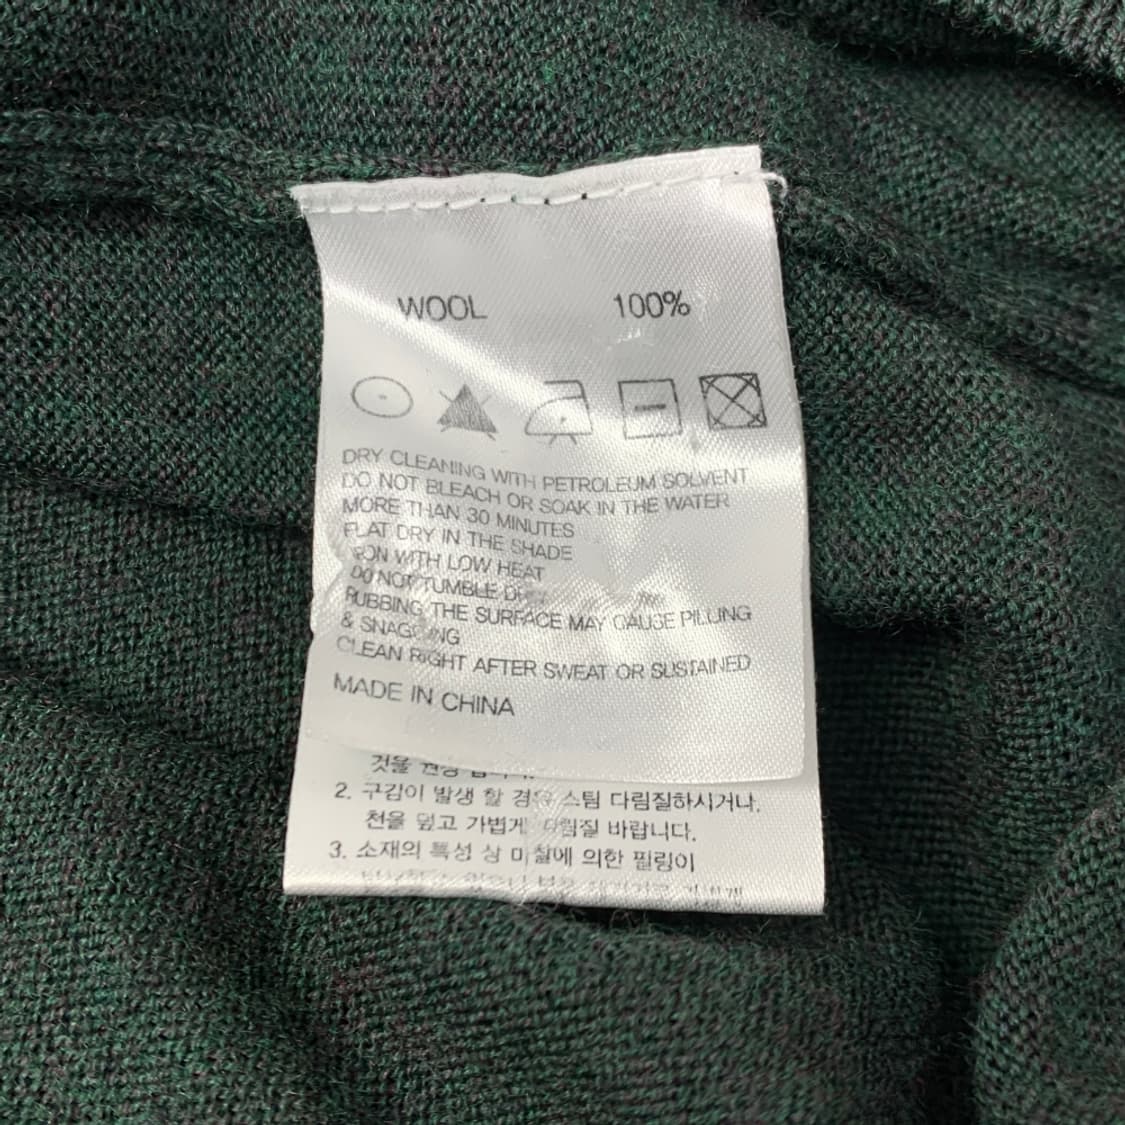 WOOL 100%
DRY CLEANING WITH PETROLEUM SOLVENT
DO NOT BLEACH OR SOAK IN THE WATER
MORE THAN 30 MINUTES
FLAT DRY IN THE SHADE
IRON WITH LOW HEAT
DO NOT TUMBLE
RUBBING THE SURFACE MAY CAUSE PILLING
& SNAGGING
CLEAN RIGHT AFTER SWEAT OR SUSTAINED
MADE IN CHINA
것을
2. 구김이 발생 할 경우 스팀 다림질하시거나,
천을 덮고 가볍게 다림질 바랍니다.
3. 소재의 특성 상 마찰에 의한 필링이